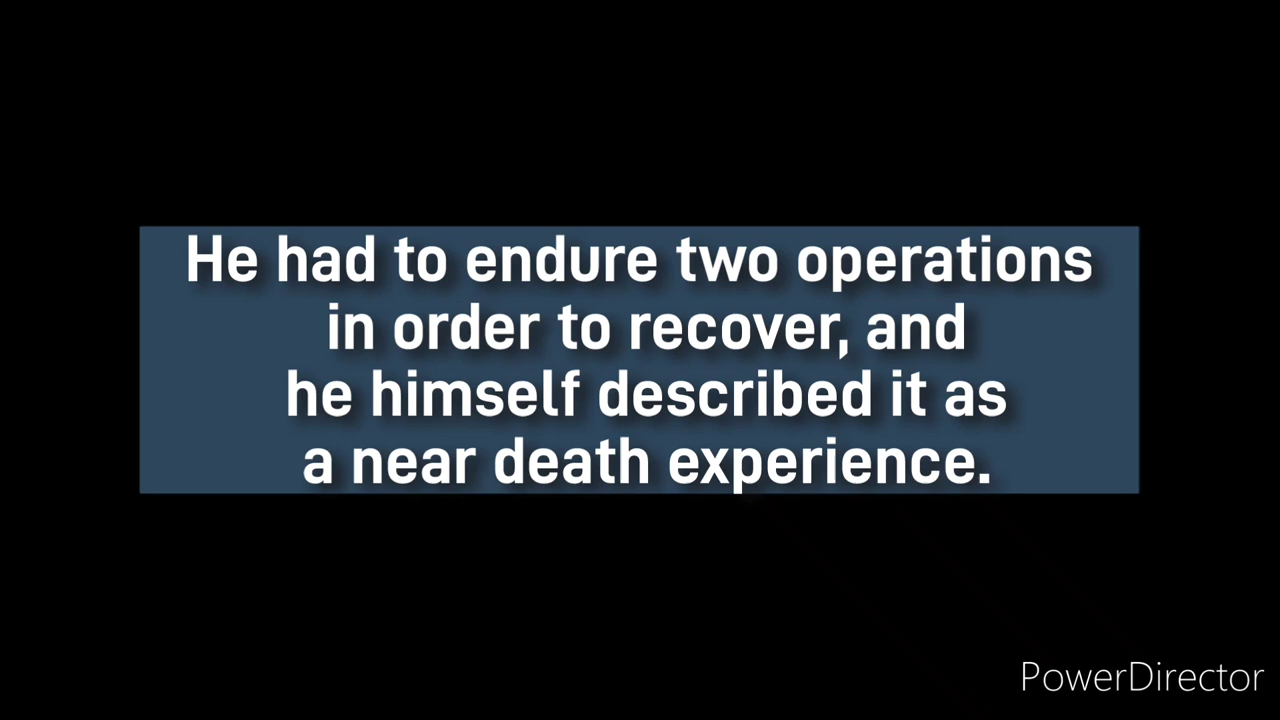 He had to endure two operations
in order to recover, and
he himself described it as
a near death experience.
PowerDirector